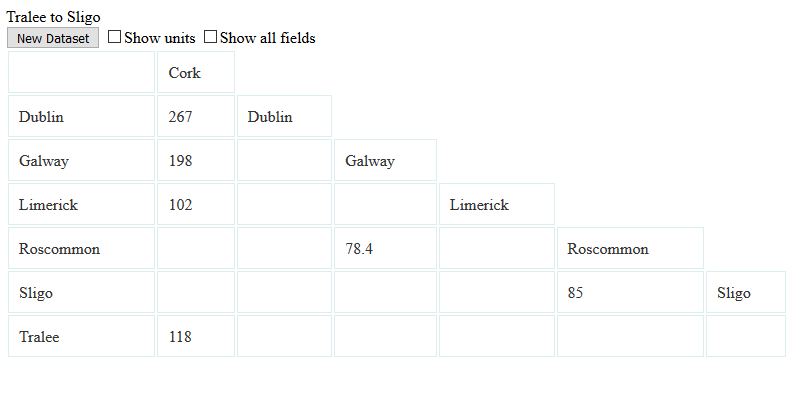 Tralee to Sligo
New Dataset Show units Show all fields
Cork
Dublin 267 Dublin
Galway 198 Galway
Limerick 102 Limerick
Roscommon 78.4 Roscommon
Sligo 85 Sligo
Tralee 118